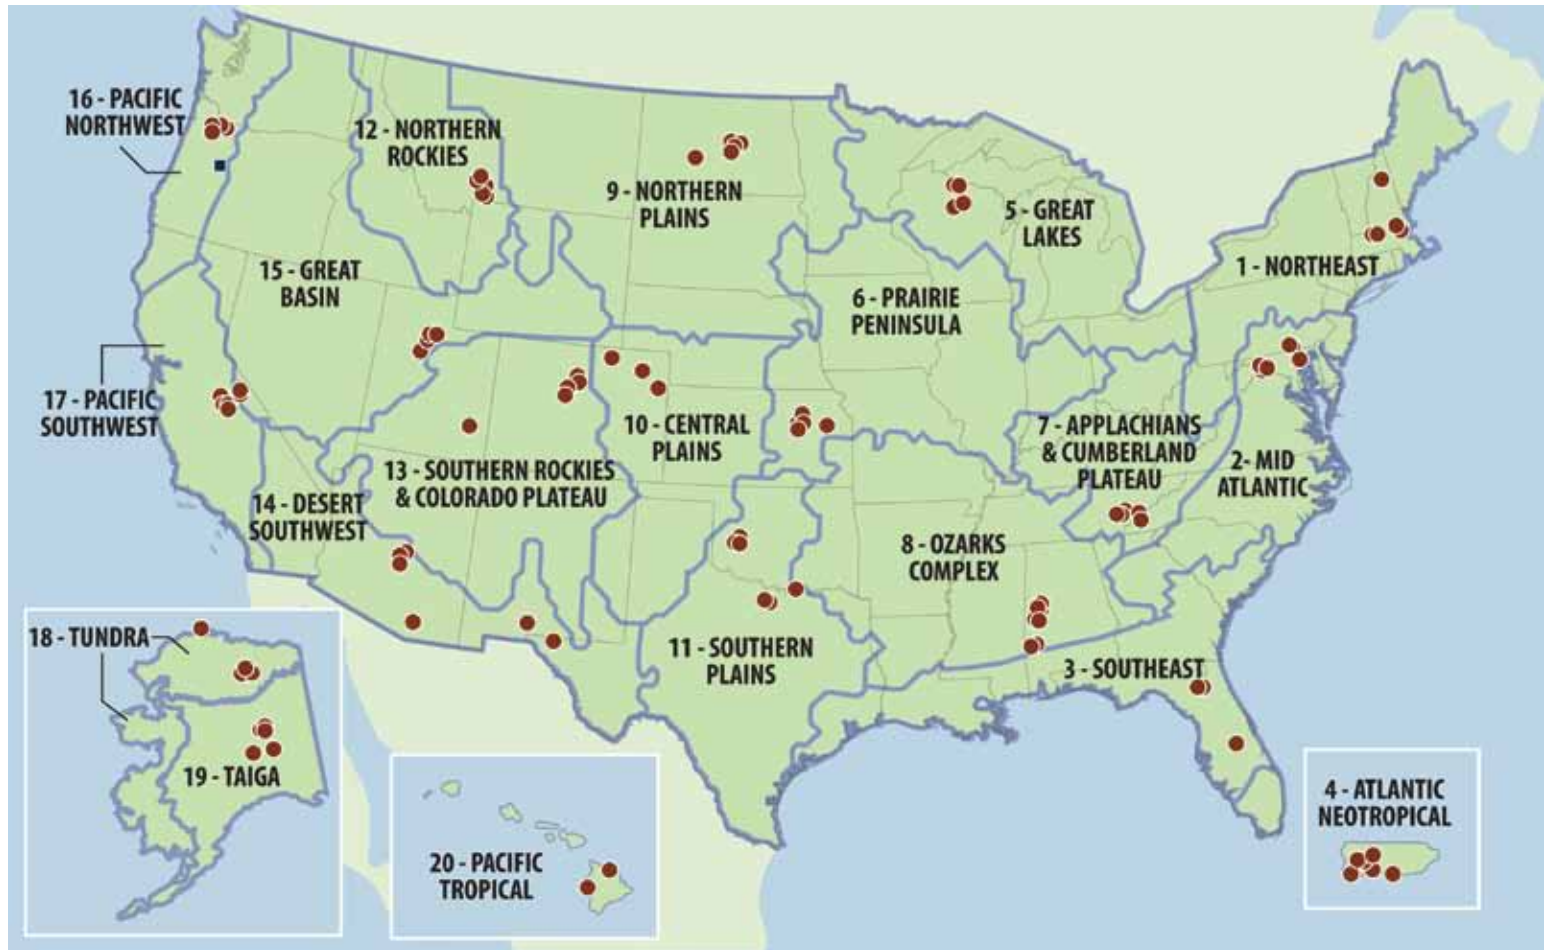 16 - PACIFIC
NORTHWEST
12 - NORTHERN
ROCKIES
9 - NORTHERN
PLAINS
5 - GREAT
LAKES
1 - NORTHEAST
15 - GREAT
BASIN
6 - PRAIRIE
PENINSULA
17 - PACIFIC
SOUTHWEST
10 - CENTRAL
PLAINS
7 - APPLACHIANS
& CUMBERLAND
PLATEAU
2- MID
ATLANTIC
13 - SOUTHERN ROCKIES
& COLORADO PLATEAU
14 - DESERT
SOUTHWEST
8 - OZARKS
COMPLEX
11 - SOUTHERN
PLAINS
3 - SOUTHEAST
18 - TUNDRA
19 - TAIGA
20 - PACIFIC
TROPICAL
4 - ATLANTIC
NEOTROPICAL